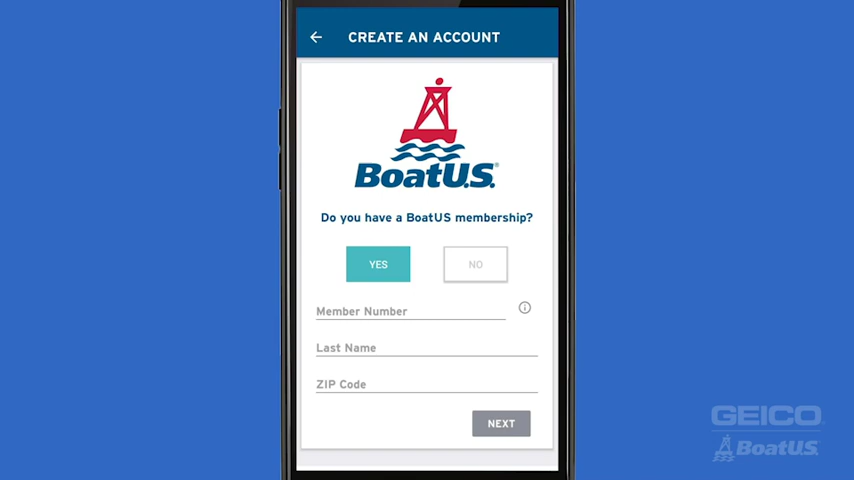 CREATE AN ACCOUNT
BoatU.S.®
Do you have a BoatUS membership?
YES NO
Member Number
Last Name
ZIP Code
NEXT
GEICO
BoatU.S.